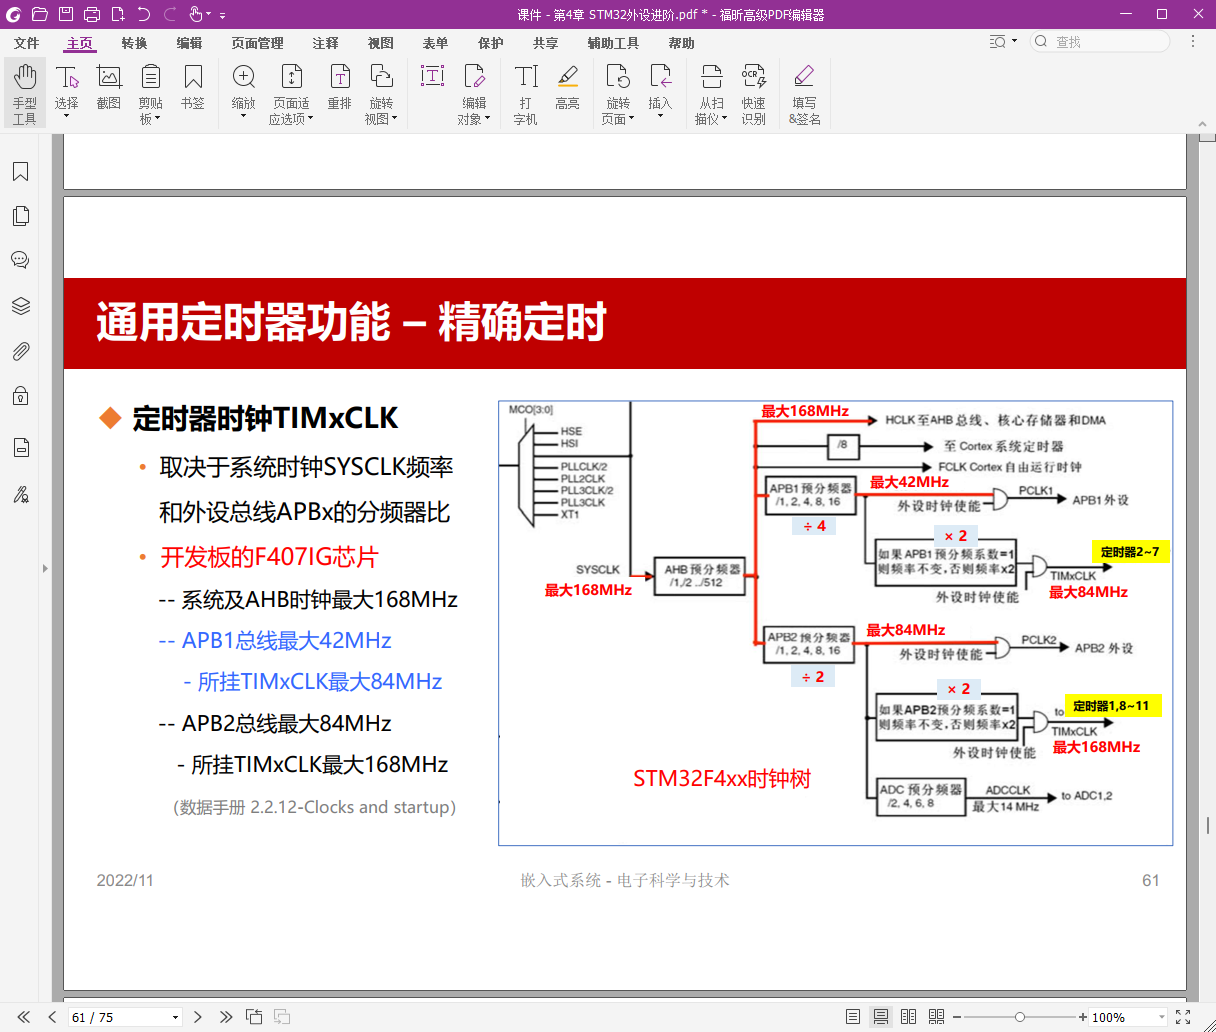 课件 - 第4章 STM32外设进阶.pdf * - 福昕高级PDF编辑器
文件 主页 转换 编辑 页面管理 注释 视图 表单 保护 共享 辅助工具 帮助 查找
手型工具 选择 截图 剪贴板 书签 缩放 页面适应选项 重排 旋转视图 编辑对象 打字机 高亮 旋转页面 插入 从扫描仪 OCR 快速识别 填写&签名
通用定时器功能 – 精确定时
定时器时钟TIMxCLK
• 取决于系统时钟SYSCLK频率
和外设总线APBx的分频器比
• 开发板的F407IG芯片
-- 系统及AHB时钟最大168MHz
-- APB1总线最大42MHz
- 所挂TIMxCLK最大84MHz
-- APB2总线最大84MHz
- 所挂TIMxCLK最大168MHz
(数据手册 2.2.12-Clocks and startup)
MCO[3:0]
HSE
HSI
PLLCLK/2
PLL2CLK
PLL3CLK/2
PLL3CLK
XT1
SYSCLK
最大168MHz
AHB 预分频器
/1,/2 ../512
最大168MHz
HCLK 至AHB 总线、核心存储器和DMA
/8
至 Cortex 系统定时器
FCLK Cortex 自由运行时钟
APB1 预分频器
/1, 2, 4, 8, 16
÷ 4
最大42MHz
外设时钟使能
PCLK1
APB1 外设
× 2
如果 APB1 预分频系数=1
则频率不变,否则频率x2
外设时钟使能
定时器2~7
TIMxCLK
最大84MHz
APB2 预分频器
/1, 2, 4, 8, 16
÷ 2
最大84MHz
外设时钟使能
PCLK2
APB2 外设
× 2
如果APB2预分频系数=1
则频率不变,否则频率x2
外设时钟使能
to
定时器1,8~11
TIMxCLK
最大168MHz
STM32F4xx时钟树
ADC 预分频器
/2, 4, 6, 8
ADCCLK
最大14 MHz
to ADC1,2
2022/11
嵌入式系统 - 电子科学与技术
61
61 / 75
100%